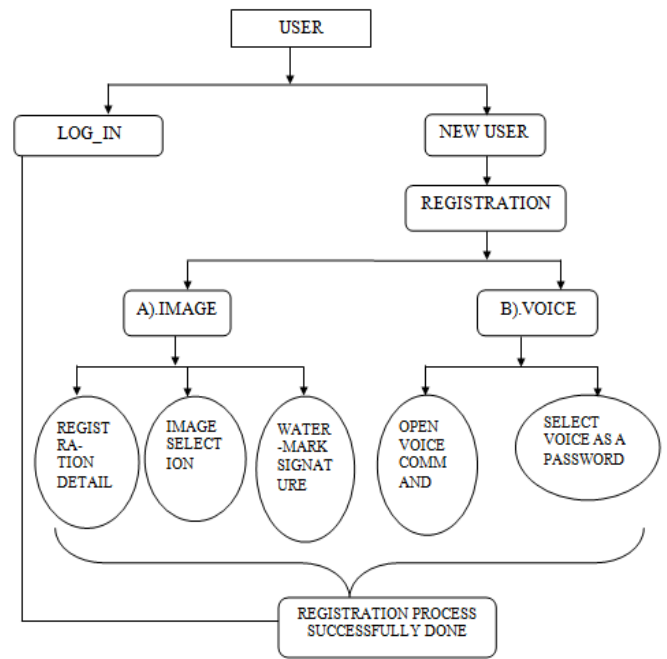 USER
LOG_IN
NEW USER
REGISTRATION
A).IMAGE
B).VOICE
REGIST
RA-
TION
DETAIL
IMAGE
SELECT
ION
WATER
-MARK
SIGNAT
URE
OPEN
VOICE
COMM
AND
SELECT
VOICE AS A
PASSWORD
REGISTRATION PROCESS
SUCCESSFULLY DONE